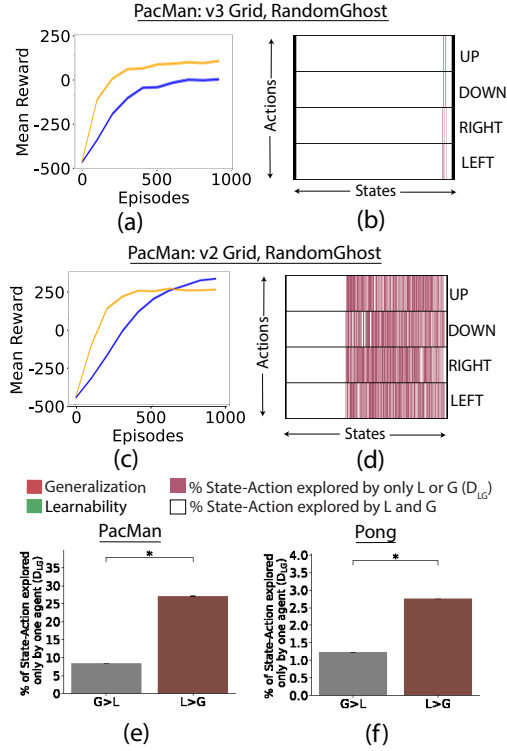 PacMan: v3 Grid, RandomGhost
Mean Reward
250
0
-250
-500
0
500
1000
Episodes
(a)
Actions
UP
DOWN
RIGHT
LEFT
States
(b)
PacMan: v2 Grid, RandomGhost
Mean Reward
250
0
-250
-500
0
500
1000
Episodes
(c)
Actions
UP
DOWN
RIGHT
LEFT
States
(d)
Generalization
% State-Action explored by only L or G (D_LG)
Learnability
% State-Action explored by L and G
PacMan
% of State-Action explored
only by one agent (D_LG)
35
30
25
20
15
10
5
0
*
G>L
L>G
(e)
Pong
% of State-Action explored
only by one agent (D_LG)
4.0
3.5
3.0
2.5
2.0
1.5
1.0
0.5
0.0
*
G>L
L>G
(f)